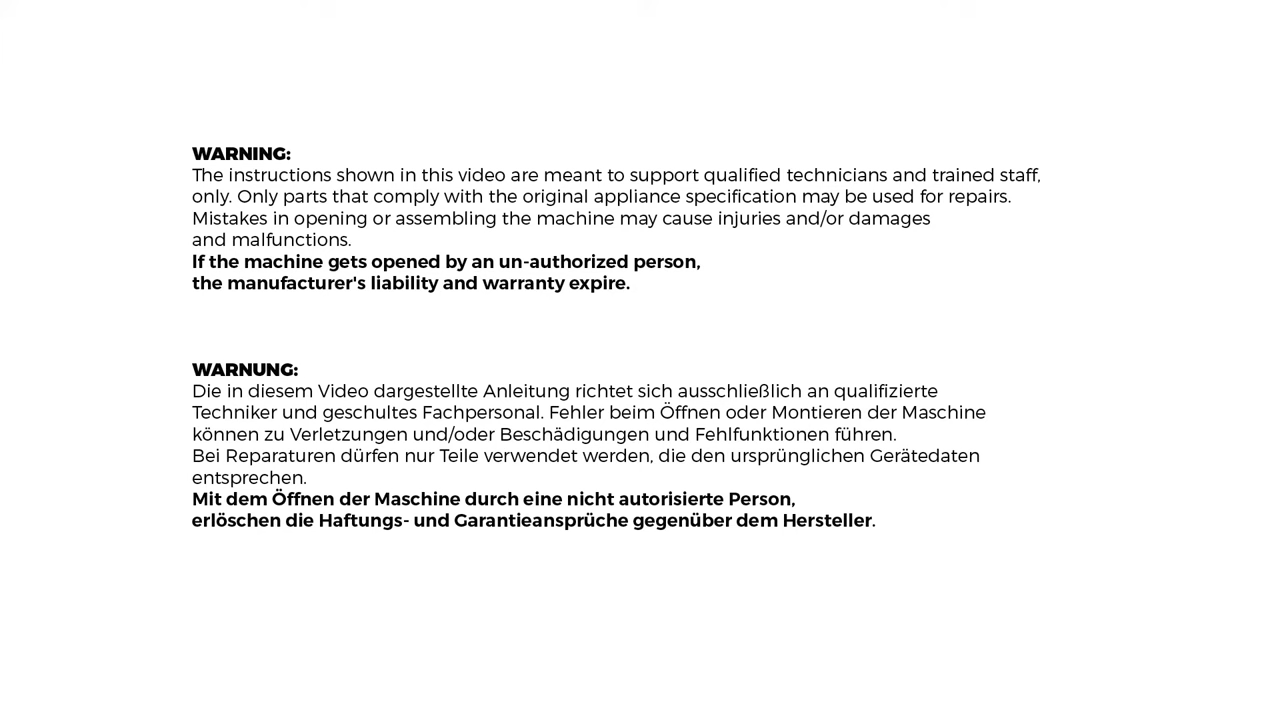 WARNING:
The instructions shown in this video are meant to support qualified technicians and trained staff,
only. Only parts that comply with the original appliance specification may be used for repairs.
Mistakes in opening or assembling the machine may cause injuries and/or damages
and malfunctions.
If the machine gets opened by an un-authorized person,
the manufacturer's liability and warranty expire.
WARNUNG:
Die in diesem Video dargestellte Anleitung richtet sich ausschließlich an qualifizierte
Techniker und geschultes Fachpersonal. Fehler beim Öffnen oder Montieren der Maschine
können zu Verletzungen und/oder Beschädigungen und Fehlfunktionen führen.
Bei Reparaturen dürfen nur Teile verwendet werden, die den ursprünglichen Gerätedaten
entsprechen.
Mit dem Öffnen der Maschine durch eine nicht autorisierte Person,
erlöschen die Haftungs- und Garantieansprüche gegenüber dem Hersteller.